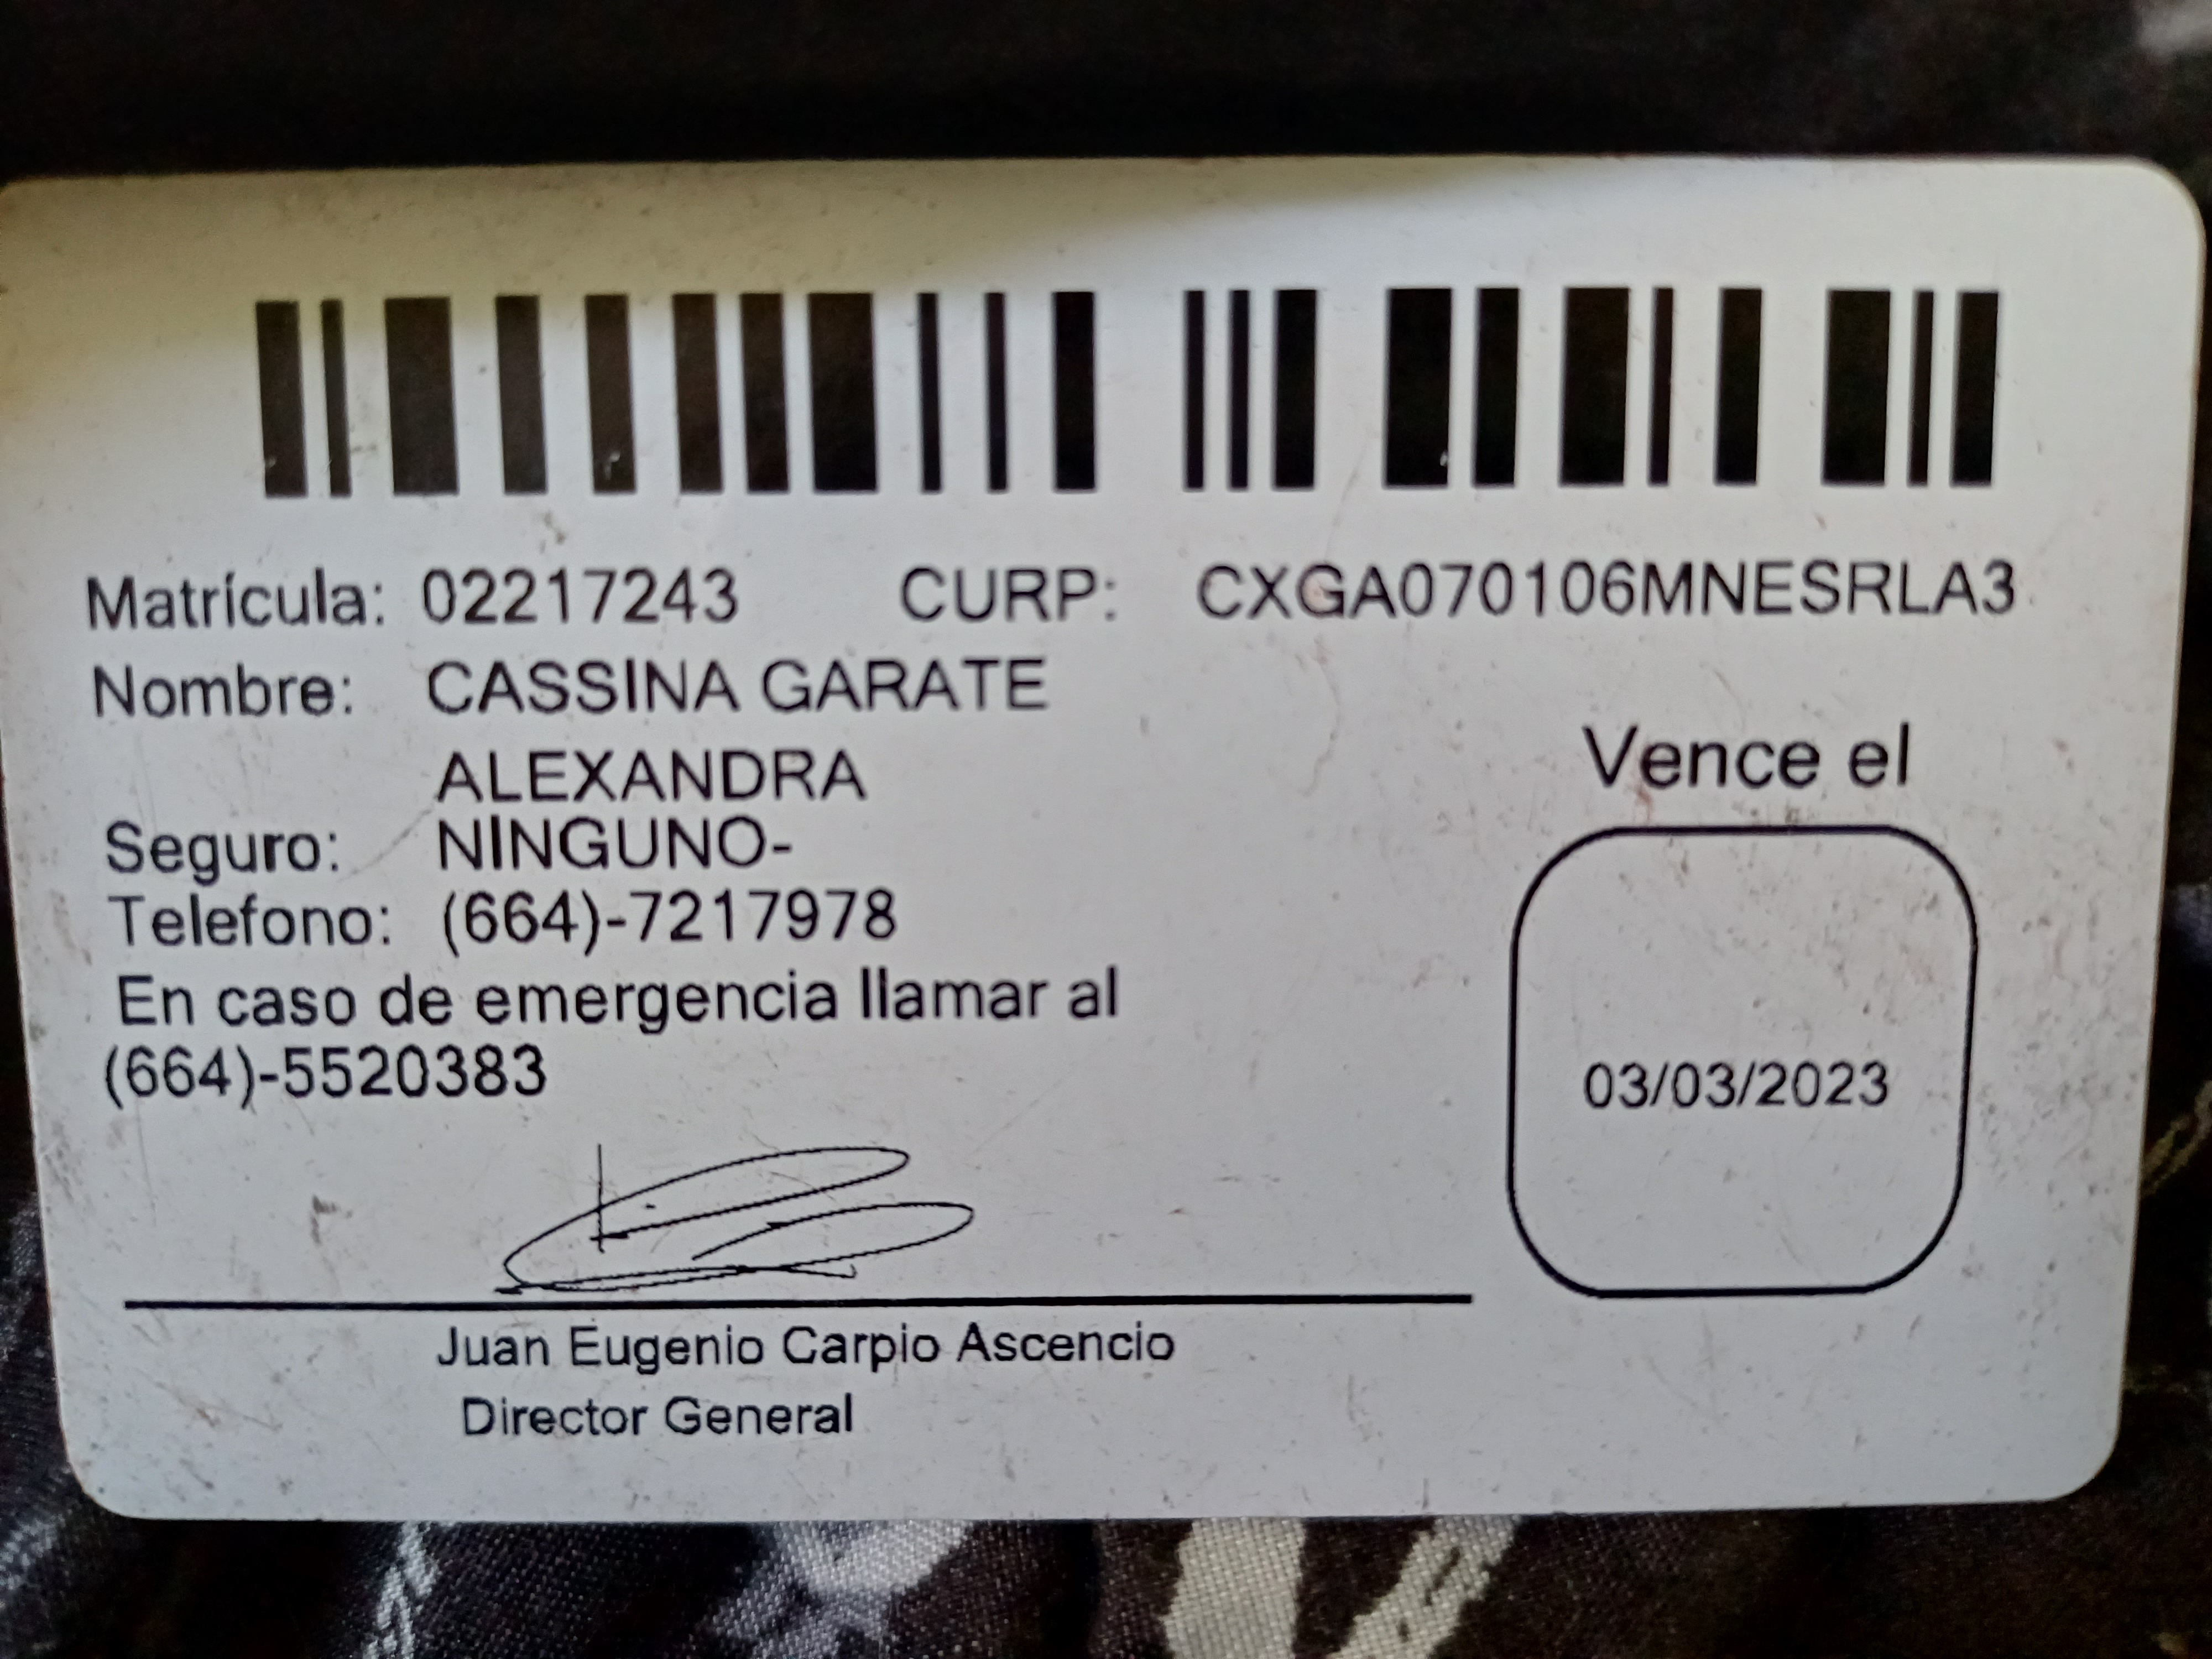 Matrícula: 02217243 CURP: CXGA070106MNESRLA3
Nombre: CASSINA GARATE
ALEXANDRA
Seguro: NINGUNO-
Telefono: (664)-7217978
En caso de emergencia llamar al
(664)-5520383
Vence el
03/03/2023
Juan Eugenio Carpio Ascencio
Director General